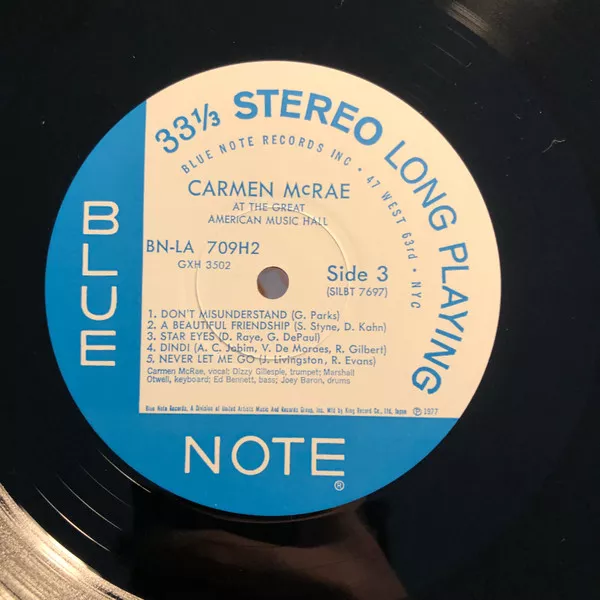 33⅓ STEREO LONG PLAYING
BLUE NOTE RECORDS INC • 47 WEST 63rd • NYC
CARMEN McRAE
AT THE GREAT
AMERICAN MUSIC HALL
BN-LA 709H2
GXH 3502
Side 3
(SILBT 7697)
1. DON'T MISUNDERSTAND (G. Parks)
2. A BEAUTIFUL FRIENDSHIP (S. Styne, D. Kahn)
3. STAR EYES (D. Raye, G. DePaul)
4. DINDI (A. C. Jobim, V. De Moraes, R. Gilbert)
5. NEVER LET ME GO (J. Livingston, R. Evans)
Carmen McRae, vocal; Dizzy Gillespie, trumpet; Marshall
Otwell, keyboard; Ed Bennett, bass; Joey Baron, drums
Blue Note Records, A Division of United Artists Music And Records Group, Inc. Mfd by King Record Co., Ltd, Japan ℗ 1977
BLUE
NOTE®